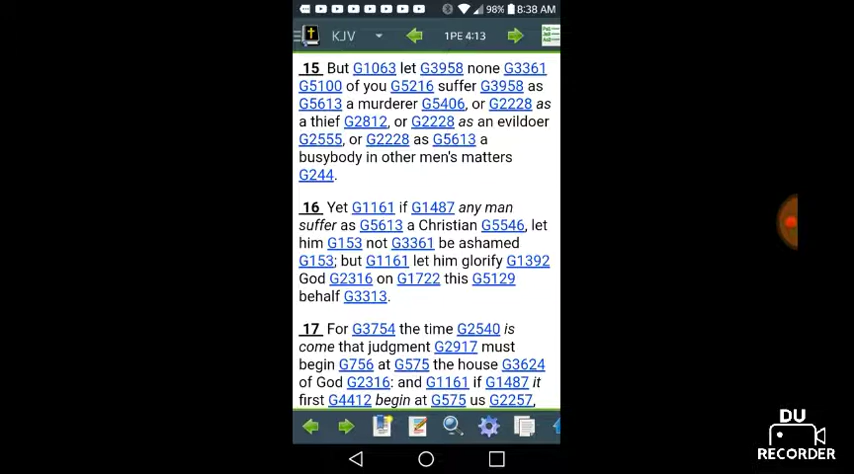 98% 8:38 AM
KJV 1PE 4:13
15 But G1063 let G3958 none G3361
G5100 of you G5216 suffer G3958 as
G5613 a murderer G5406, or G2228 as
a thief G2812, or G2228 as an evildoer
G2555, or G2228 as G5613 a
busybody in other men's matters
G244.
16 Yet G1161 if G1487 any man
suffer as G5613 a Christian G5546, let
him G153 not G3361 be ashamed
G153; but G1161 let him glorify G1392
God G2316 on G1722 this G5129
behalf G3313.
17 For G3754 the time G2540 is
come that judgment G2917 must
begin G756 at G575 the house G3624
of God G2316: and G1161 if G1487 it
first G4412 begin at G575 us G2257,
DU
RECORDER